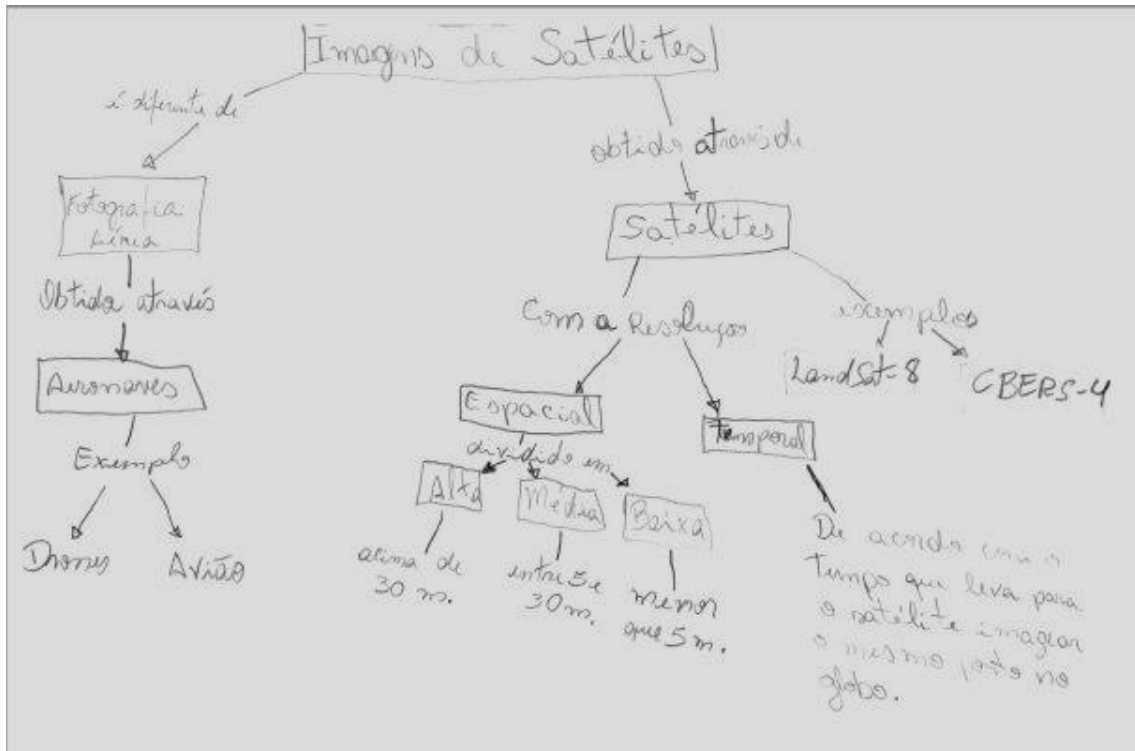 Imagens de Satélites
é diferente de
obtido através de
Fotografia
Aérea
Satélites
Obtida através
Com a Resolução
exemplos
LandSat-8
CBERS-4
Aeronaves
Espacial
Temporal
Exemplo
dividido em
Alta
Média
Baixa
Drones
Avião
acima de
30 m.
entre 5 e
30 m.
menor
que 5 m.
De acordo com o
tempo que leva para
o satélite imagear
o mesmo ponto no
globo.